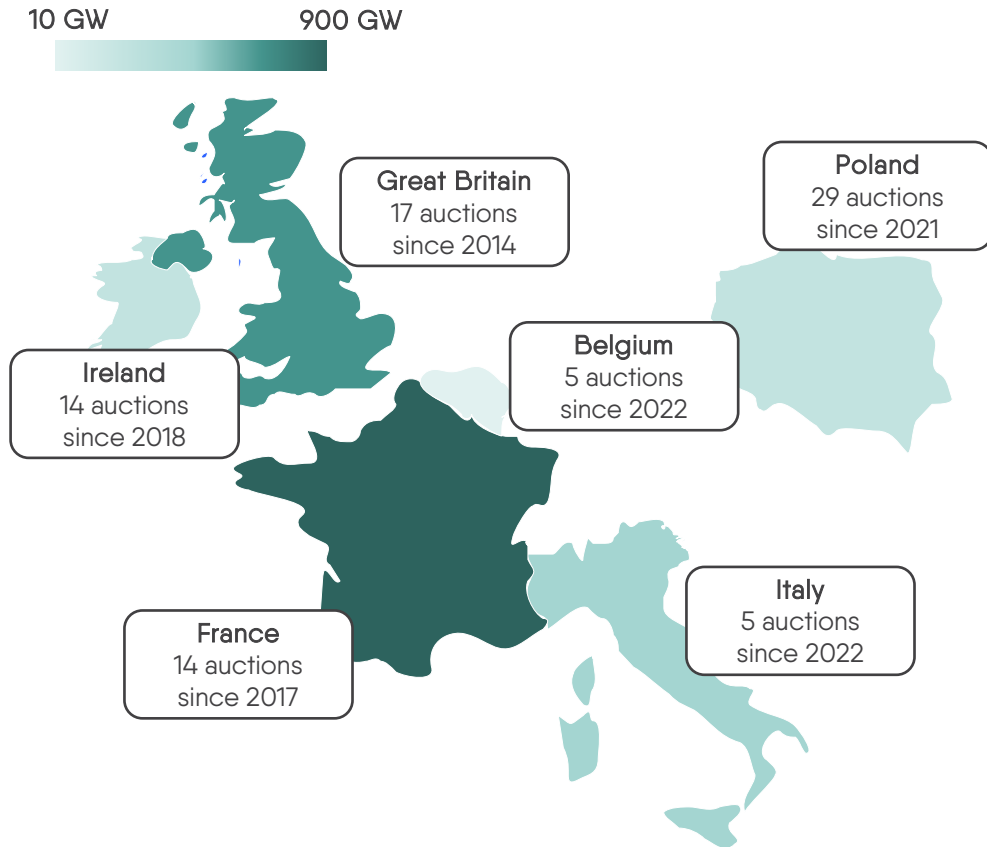 10 GW
900 GW
Great Britain
17 auctions
since 2014
Poland
29 auctions
since 2021
Ireland
14 auctions
since 2018
Belgium
5 auctions
since 2022
France
14 auctions
since 2017
Italy
5 auctions
since 2022